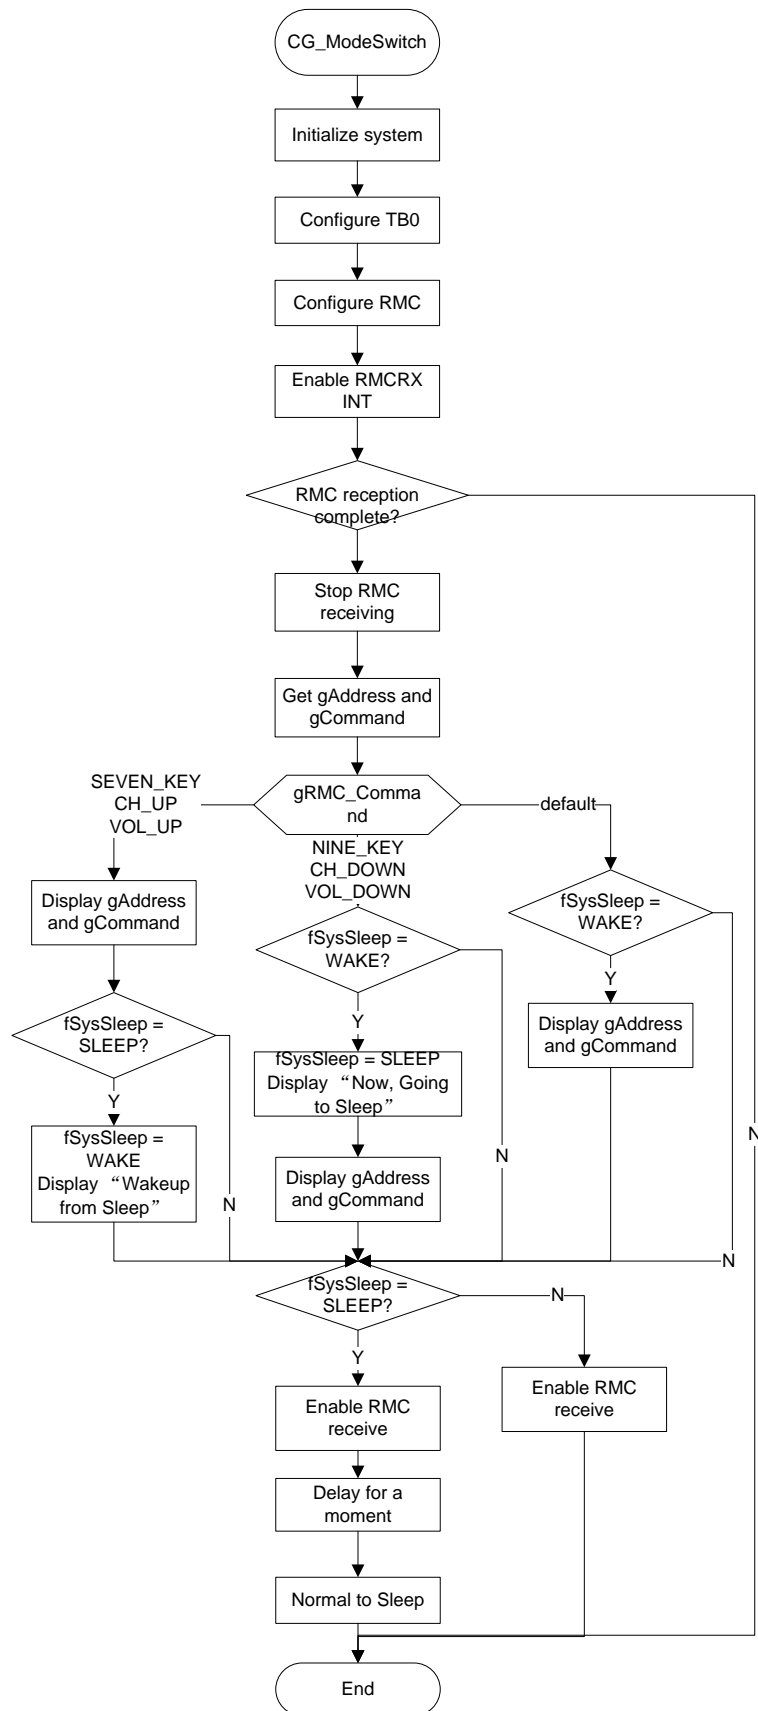 CG_ModeSwitch
Initialize system
Configure TB0
Configure RMC
Enable RMCRX
INT
RMC reception
complete?
Stop RMC
receiving
Get gAddress and
gCommand
gRMC_Comma
nd
SEVEN_KEY
CH_UP
VOL_UP
NINE_KEY
CH_DOWN
VOL_DOWN
default
Display gAddress
and gCommand
fSysSleep =
WAKE?
fSysSleep =
WAKE?
Y
Display gAddress
and gCommand
fSysSleep =
SLEEP?
Y
fSysSleep = SLEEP
Display “Now, Going
to Sleep”
Y
fSysSleep =
WAKE
Display “Wakeup
from Sleep”
N
Display gAddress
and gCommand
N
N
N
fSysSleep =
SLEEP?
N
Y
Enable RMC
receive
Enable RMC
receive
Delay for a
moment
Normal to Sleep
End